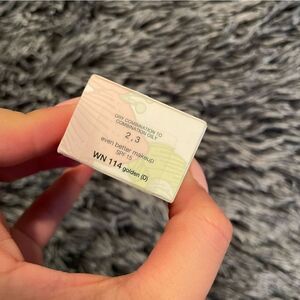 DRY COMBINATION TO
COMBINATION OILY
2, 3
even better makeup
SPF 15
WN 114 golden (D)